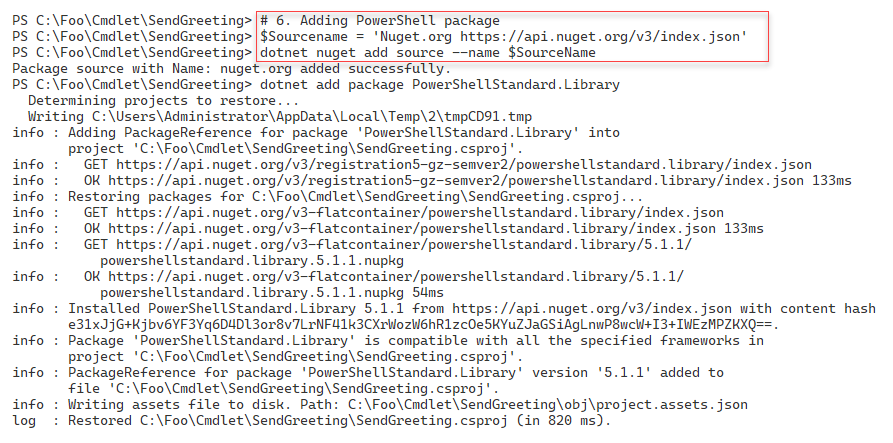 PS C:\Foo\Cmdlet\SendGreeting> # 6. Adding PowerShell package
PS C:\Foo\Cmdlet\SendGreeting> $Sourcename = 'Nuget.org https://api.nuget.org/v3/index.json'
PS C:\Foo\Cmdlet\SendGreeting> dotnet nuget add source --name $SourceName
Package source with Name: nuget.org added successfully.
PS C:\Foo\Cmdlet\SendGreeting> dotnet add package PowerShellStandard.Library
  Determining projects to restore...
  Writing C:\Users\Administrator\AppData\Local\Temp\2\tmpCD91.tmp
info : Adding PackageReference for package 'PowerShellStandard.Library' into
       project 'C:\Foo\Cmdlet\SendGreeting\SendGreeting.csproj'.
info :   GET https://api.nuget.org/v3/registration5-gz-semver2/powershellstandard.library/index.json
info :   OK https://api.nuget.org/v3/registration5-gz-semver2/powershellstandard.library/index.json 133ms
info : Restoring packages for C:\Foo\Cmdlet\SendGreeting\SendGreeting.csproj...
info :   GET https://api.nuget.org/v3-flatcontainer/powershellstandard.library/index.json
info :   OK https://api.nuget.org/v3-flatcontainer/powershellstandard.library/index.json 133ms
info :   GET https://api.nuget.org/v3-flatcontainer/powershellstandard.library/5.1.1/
           powershellstandard.library.5.1.1.nupkg
info :   OK https://api.nuget.org/v3-flatcontainer/powershellstandard.library/5.1.1/
           powershellstandard.library.5.1.1.nupkg 54ms
info : Installed PowerShellStandard.Library 5.1.1 from https://api.nuget.org/v3/index.json with content hash
       e31xJjG+Kjbv6YF3Yq6D4Dl3or8v7LrNF41k3CXrWozW6hR1zcOe5KYuZJaGSiAgLnwP8wcW+I3+IWEzMPZKXQ==.
info : Package 'PowerShellStandard.Library' is compatible with all the specified frameworks in
       project 'C:\Foo\Cmdlet\SendGreeting\SendGreeting.csproj'.
info : PackageReference for package 'PowerShellStandard.Library' version '5.1.1' added to
       file 'C:\Foo\Cmdlet\SendGreeting\SendGreeting.csproj'.
info : Writing assets file to disk. Path: C:\Foo\Cmdlet\SendGreeting\obj\project.assets.json
log  : Restored C:\Foo\Cmdlet\SendGreeting\SendGreeting.csproj (in 820 ms).